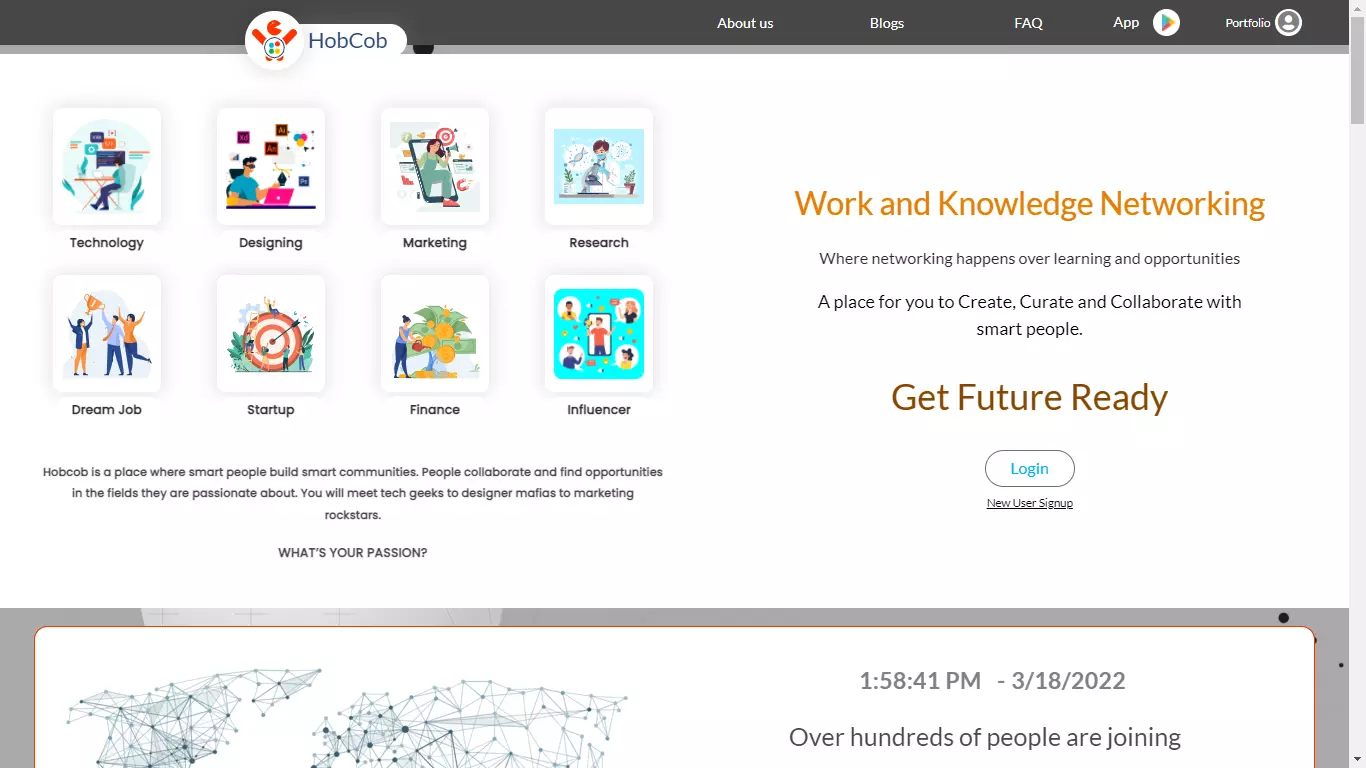 HobCob
About us
Blogs
FAQ
App
Portfolio
Xd
Ai
An
Ps
Technology
Designing
Marketing
Research
Dream Job
Startup
Finance
Influencer
Hobcob is a place where smart people build smart communities. People collaborate and find opportunities
in the fields they are passionate about. You will meet tech geeks to designer mafias to marketing
rockstars.
WHAT'S YOUR PASSION?
Work and Knowledge Networking
Where networking happens over learning and opportunities
A place for you to Create, Curate and Collaborate with
smart people.
Get Future Ready
Login
New User Signup
1:58:41 PM - 3/18/2022
Over hundreds of people are joining